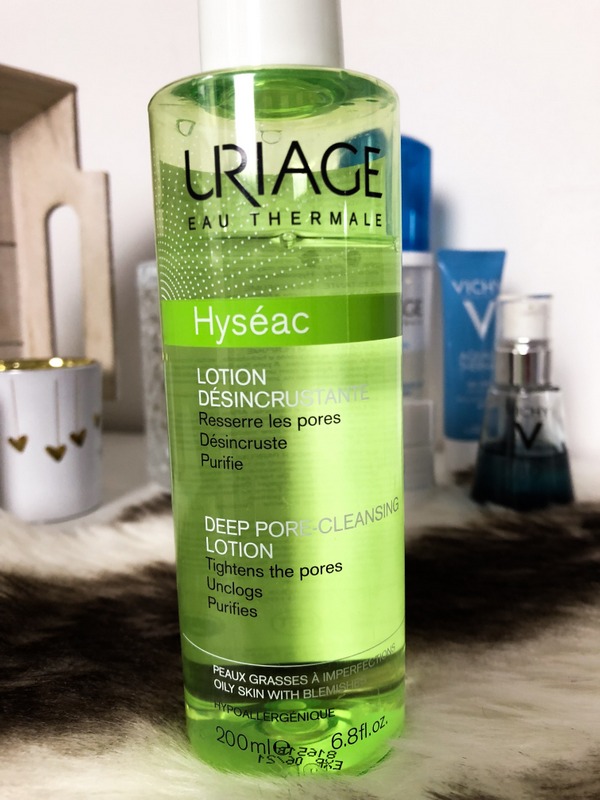 URIAGE
EAU THERMALE
Hyséac
LOTION
DÉSINCRUSTANTE
Resserre les pores
Désincruste
Purifie
DEEP PORE-CLEANSING
LOTION
Tightens the pores
Unclogs
Purifies
PEAUX GRASSES À IMPERFECTIONS
OILY SKIN WITH BLEMISHES
HYPOALLERGÉNIQUE
200ml℮ 6.8fl.oz.
VICHY
V
VICHY
V